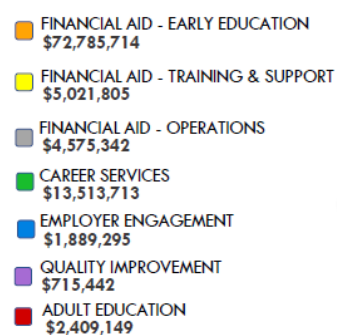 FINANCIAL AID - EARLY EDUCATION
$72,785,714
FINANCIAL AID - TRAINING & SUPPORT
$5,021,805
FINANCIAL AID - OPERATIONS
$4,575,342
CAREER SERVICES
$13,513,713
EMPLOYER ENGAGEMENT
$1,889,295
QUALITY IMPROVEMENT
$715,442
ADULT EDUCATION
$2,409,149